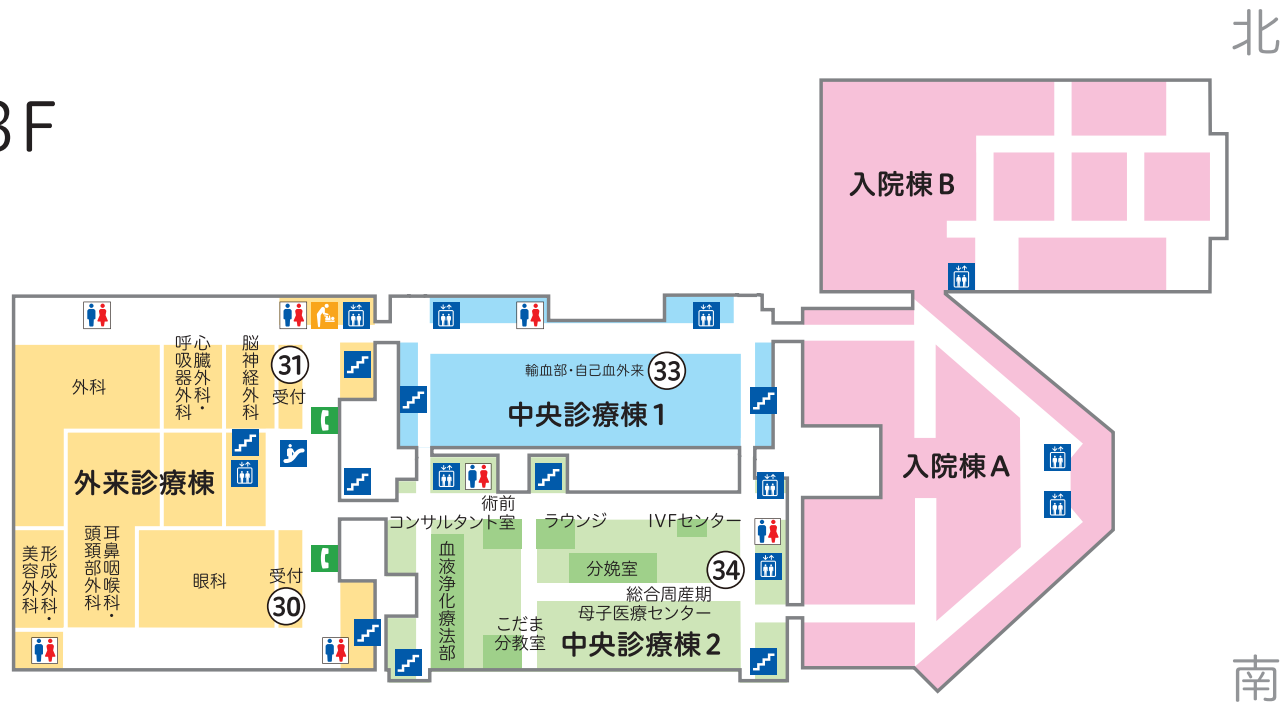 北
3F
入院棟B
呼吸器外科
心臓外科・
脳神経外科
31
受付
外科
輸血部・自己血外来
33
中央診療棟1
外来診療棟
入院棟A
術前
コンサルタント室
ラウンジ
IVFセンター
美容外科
形成外科・
頭頸部外科
耳鼻咽喉科・
眼科
受付
30
血液浄化療法部
分娩室
34
総合周産期
母子医療センター
こだま
分教室
中央診療棟2
南